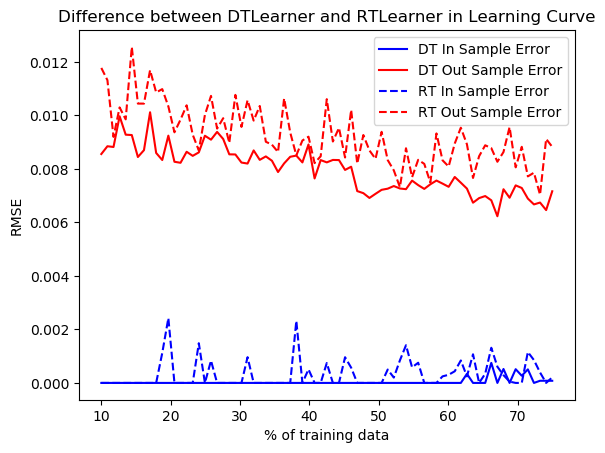 Difference between DTLearner and RTLearner in Learning Curve
DT In Sample Error
DT Out Sample Error
RT In Sample Error
RT Out Sample Error
RMSE
0.012
0.010
0.008
0.006
0.004
0.002
0.000
10 20 30 40 50 60 70
% of training data